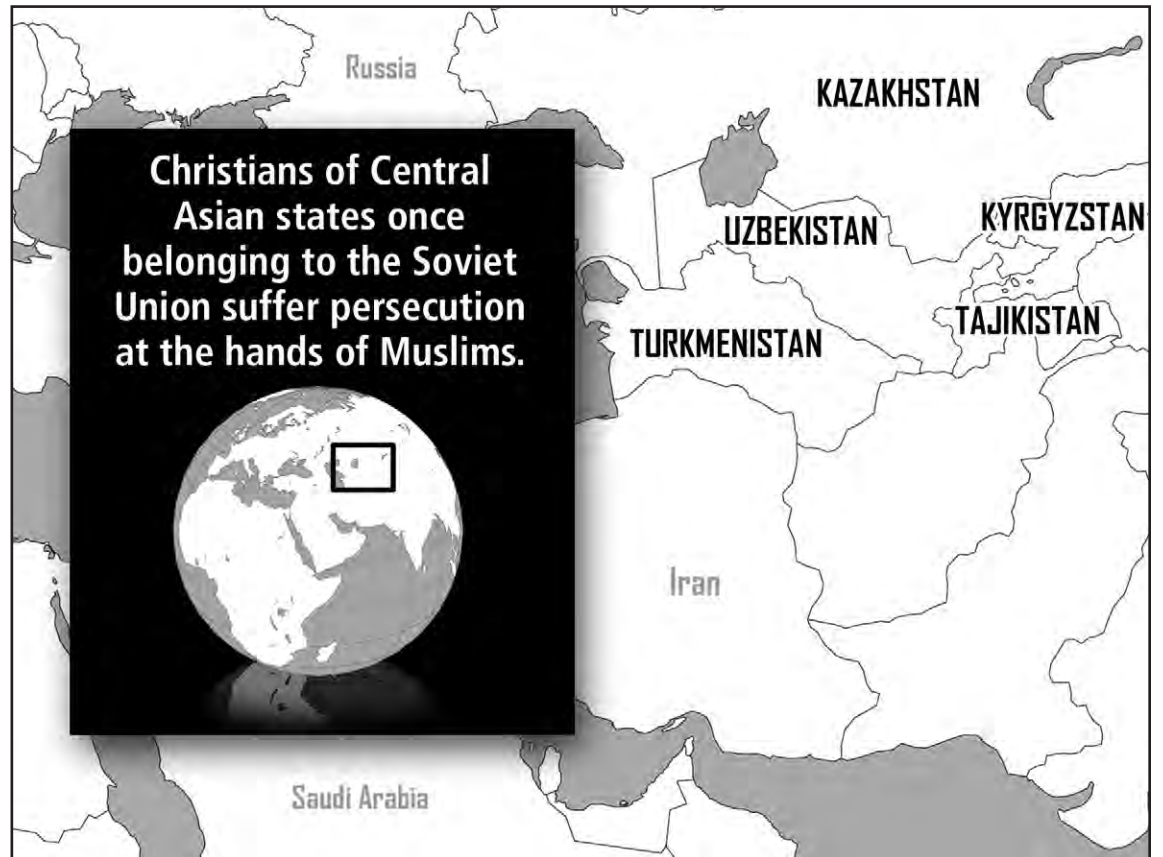 Russia
KAZAKHSTAN
Christians of Central
Asian states once
belonging to the Soviet
Union suffer persecution
at the hands of Muslims.
UZBEKISTAN
KYRGYZSTAN
TURKMENISTAN
TAJIKISTAN
Iran
Saudi Arabia